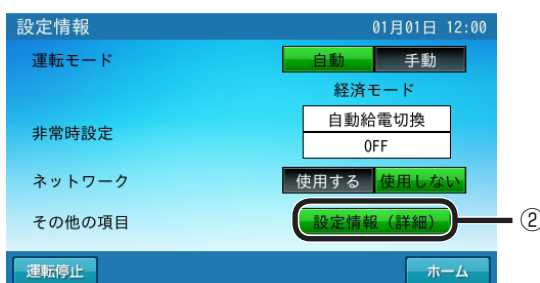 設定情報 01月01日 12:00
運転モード 自動 手動
経済モード
非常時設定 自動給電切換
OFF
ネットワーク 使用する 使用しない
その他の項目 設定情報（詳細） ②
運転停止 ホーム